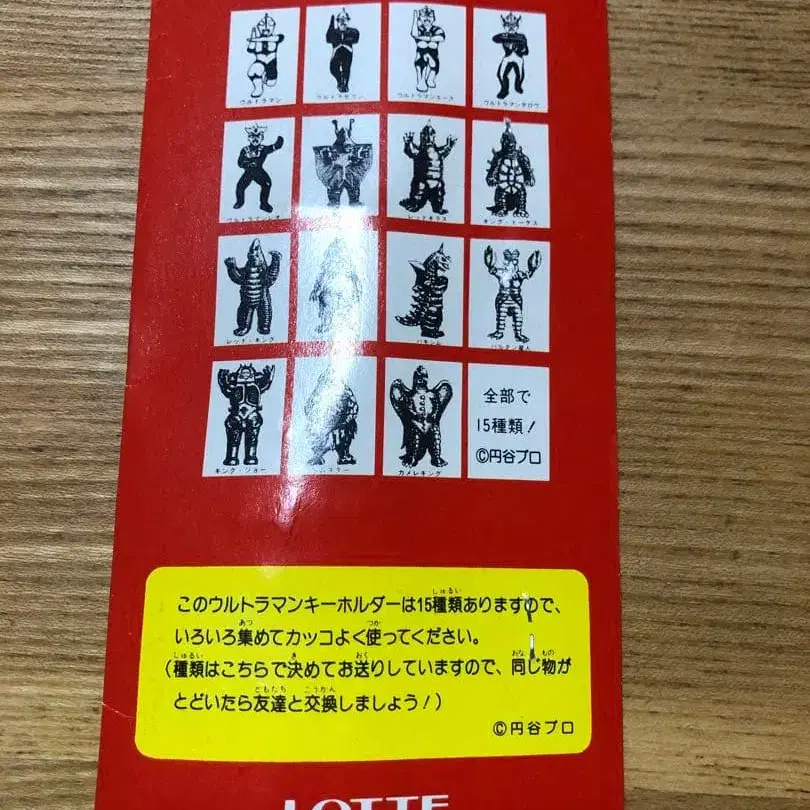 ウルトラマン
ウルトラセブン
ウルトラマンエース
ウルトラマンタロウ
ウルトラマンレオ
レッドキラス
キング・トータス
レッド・キング
バキシム
バルタン星人
キング・ジョー
カメレキング
全部で
15種類!
©円谷プロ
このウルトラマンキーホルダーは15種類ありますので、
いろいろ集めてカッコよく使ってください。
(種類はこちらで決めてお送りしていますので、同じ物が
とどいたら友達と交換しましょう!)
©円谷プロ
LOTTE